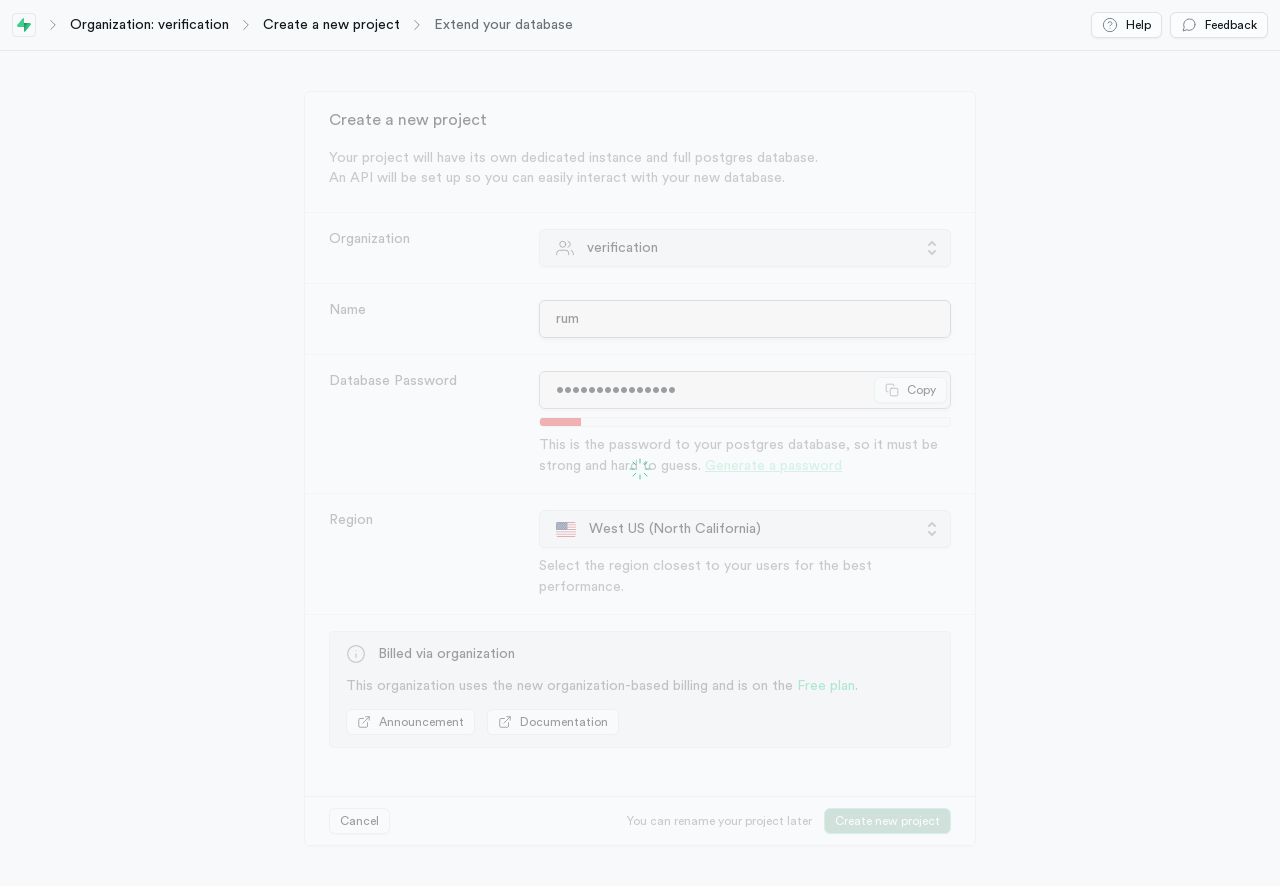 Organization: verification
Create a new project
Extend your database
Help
Feedback
Create a new project
Your project will have its own dedicated instance and full postgres database.
An API will be set up so you can easily interact with your new database.
Organization
verification
Name
rum
Database Password
•••••••••••••••
Copy
This is the password to your postgres database, so it must be
strong and hard to guess. Generate a password
Region
West US (North California)
Select the region closest to your users for the best
performance.
Billed via organization
This organization uses the new organization-based billing and is on the Free plan.
Announcement
Documentation
Cancel
You can rename your project later
Create new project